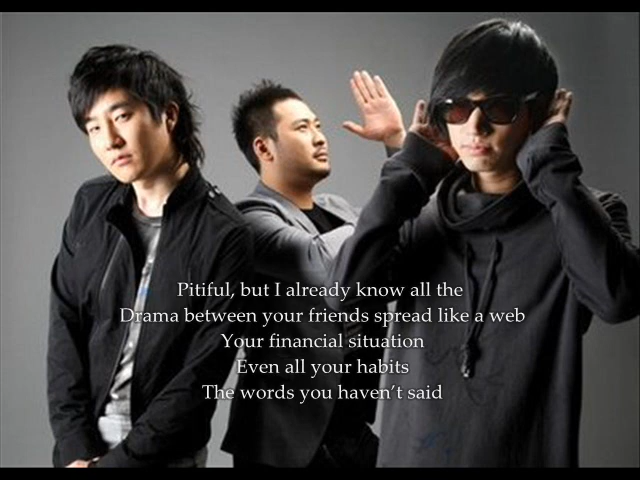 Pitiful, but I already know all the
Drama between your friends spread like a web
Your financial situation
Even all your habits
The words you haven’t said